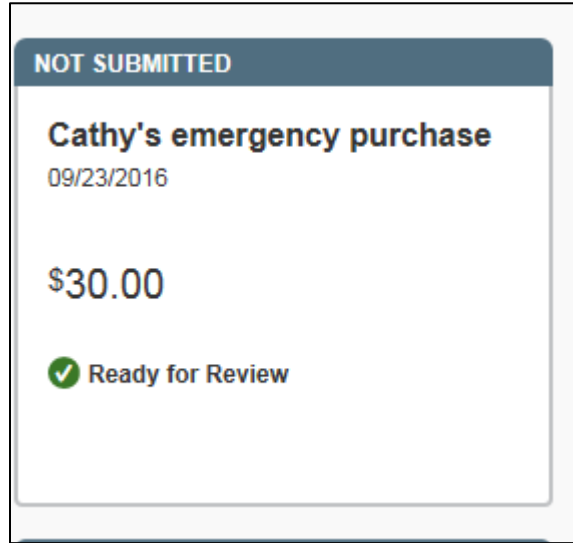 NOT SUBMITTED
Cathy's emergency purchase
09/23/2016
$30.00
Ready for Review